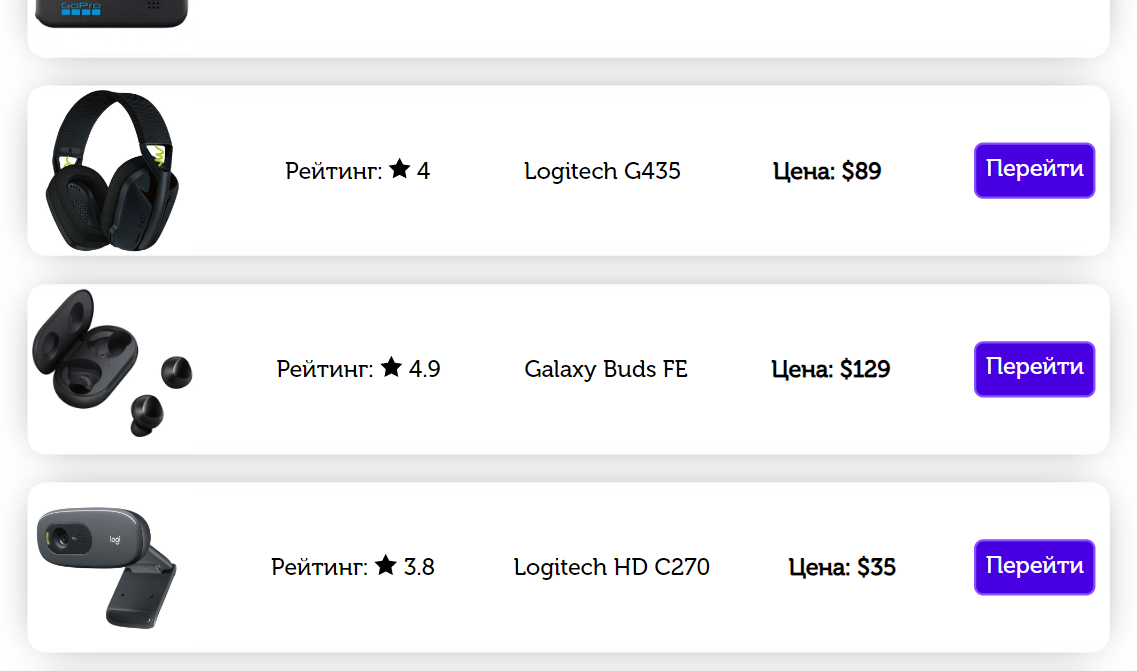 GoPro
Рейтинг: ★ 4 Logitech G435 Цена: $89 Перейти
Рейтинг: ★ 4.9 Galaxy Buds FE Цена: $129 Перейти
logi
Рейтинг: ★ 3.8 Logitech HD C270 Цена: $35 Перейти